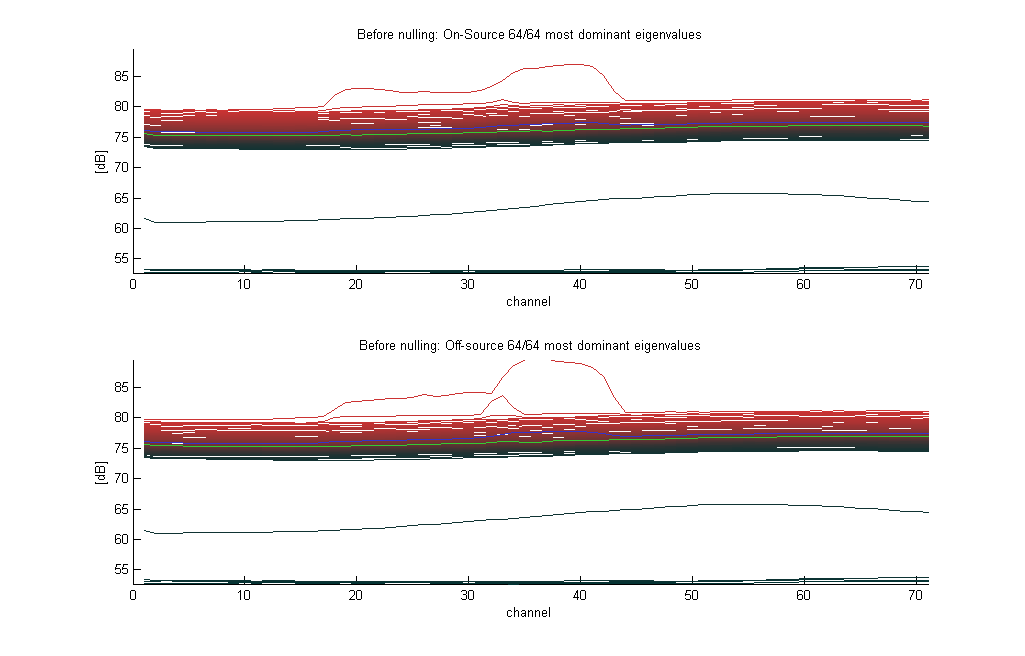 Before nulling: On-Source 64/64 most dominant eigenvalues
85
80
75
70
65
60
55
[dB]
0 10 20 30 40 50 60 70
channel
Before nulling: Off-source 64/64 most dominant eigenvalues
85
80
75
70
65
60
55
[dB]
0 10 20 30 40 50 60 70
channel